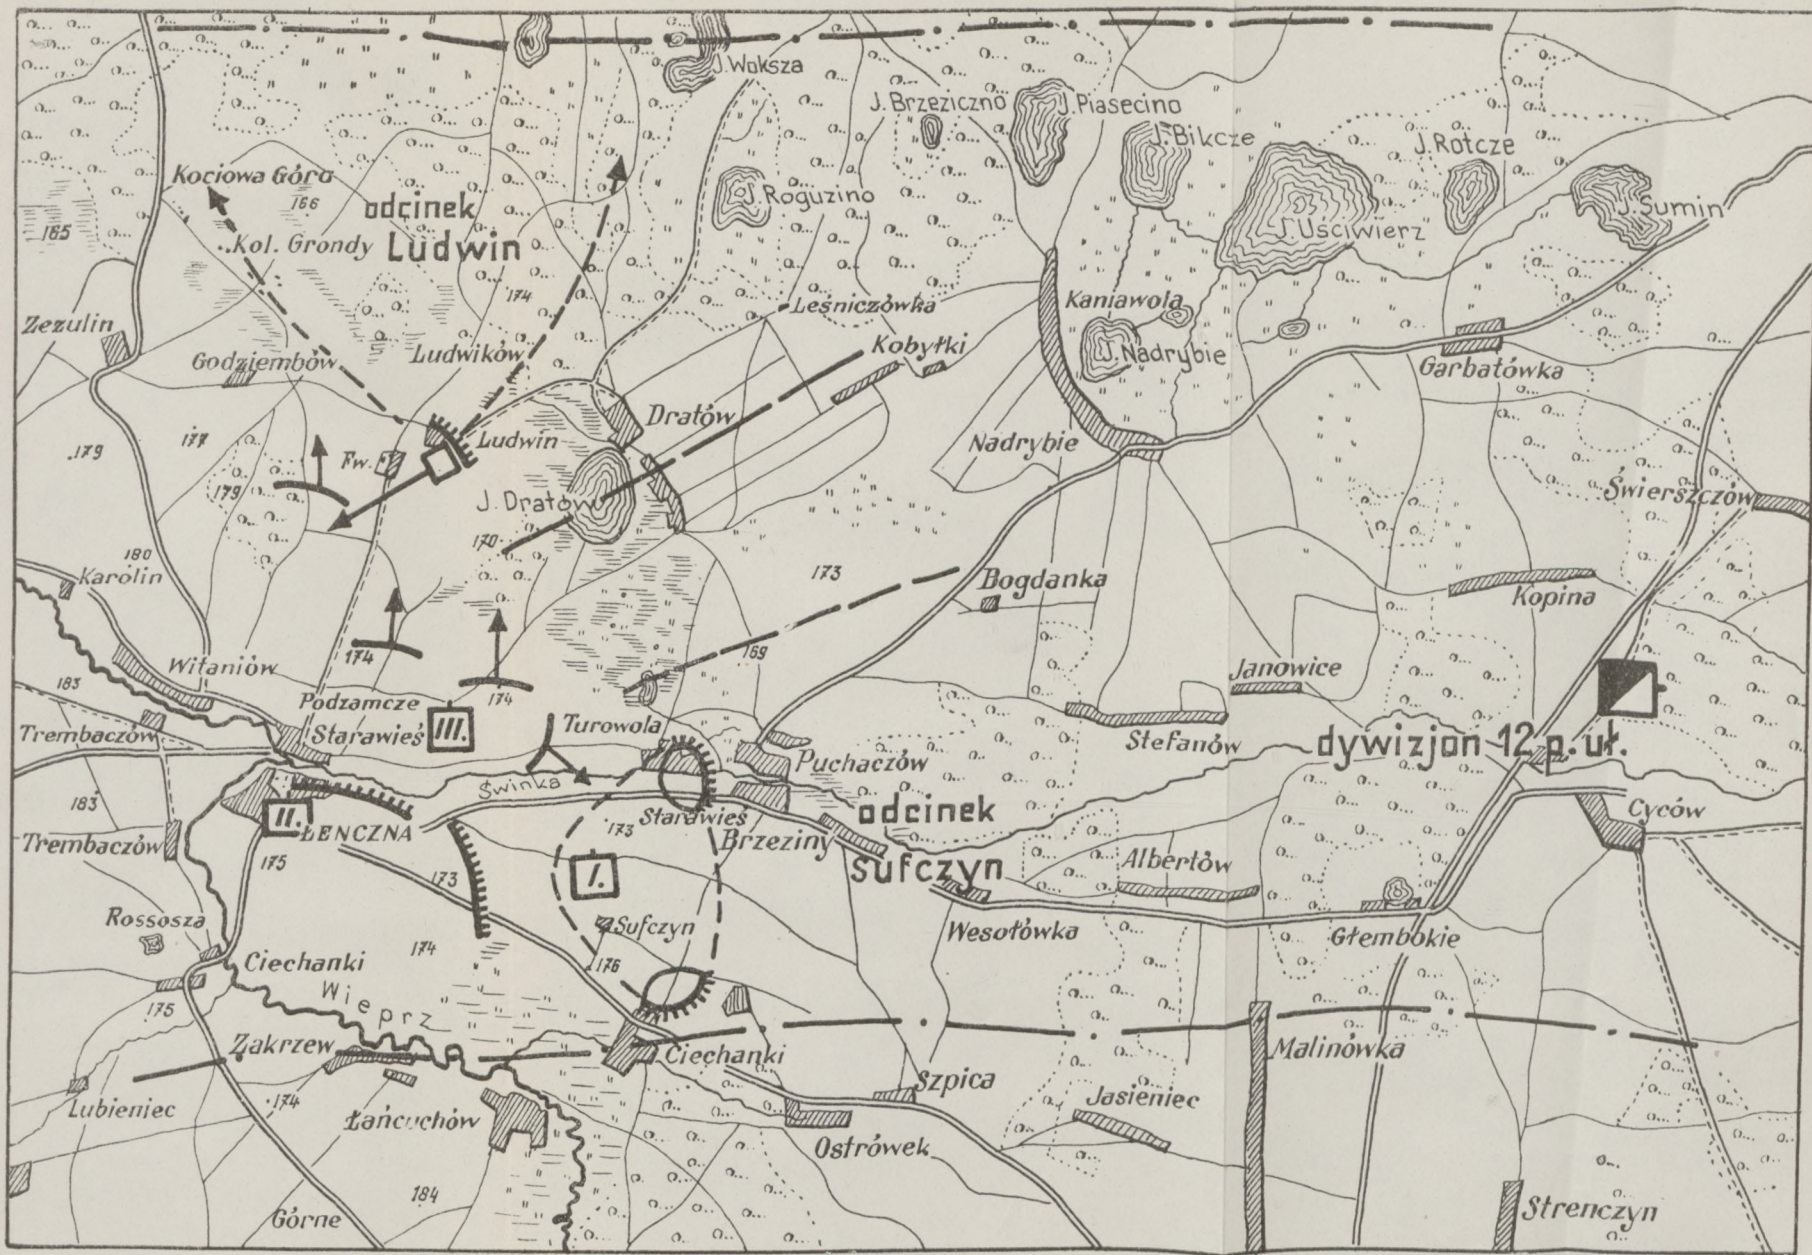 J. Woksza
J. Brzeziczno
J. Piasecino
J. Bikcze
J. Rotcze
Kociowa Góra
166
odcinek
Ludwin
J. Roguzino
J. Sumin
J. Uściwierz
165
Kol. Grondy
174
Leśniczówka
Kaniawola
Zezulin
Godziembów
Ludwików
Kobyłki
J. Nadrybie
Garbatówka
Dratów
179
177
Fw.
Ludwin
Nadrybie
179
J. Dratów
Świerszczów
170
180
Karolin
173
Bogdanka
Kopina
174
169
Witaniów
Janowice
183
Podzamcze
174
Trembaczów
Starawieś
III.
Turowola
Stefanów
dywizjon 12 p. uł.
Puchaczów
Świnka
183
II.
ŁENCZNA
173
Starawieś
odcinek
Cyców
Trembaczów
175
Brzeziny
Albertów
173
I.
Sufczyn
Rossosza
Sufczyn
Wesołówka
Głembokie
174
176
Ciechanki
Wieprz
175
Zakrzew
Ciechanki
Malinówka
Szpica
Lubieniec
174
Łańcuchów
Jasieniec
Ostrówek
184
Górne
Strenczyn